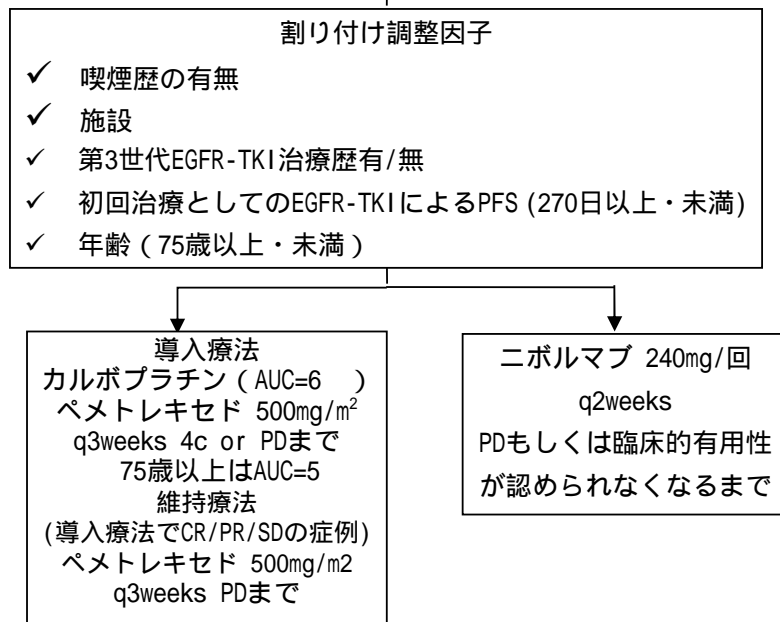 割り付け調整因子
✓ 喫煙歴の有無
✓ 施設
✓ 第3世代EGFR-TKI治療歴有/無
✓ 初回治療としてのEGFR-TKIによるPFS (270日以上・未満)
✓ 年齢（75歳以上・未満）
導入療法
カルボプラチン（AUC=6　）
ペメトレキセド 500mg/m²
q3weeks 4c or PDまで
75歳以上はAUC=5
維持療法
(導入療法でCR/PR/SDの症例)
ペメトレキセド 500mg/m2
q3weeks PDまで
ニボルマブ 240mg/回
q2weeks
PDもしくは臨床的有用性
が認められなくなるまで